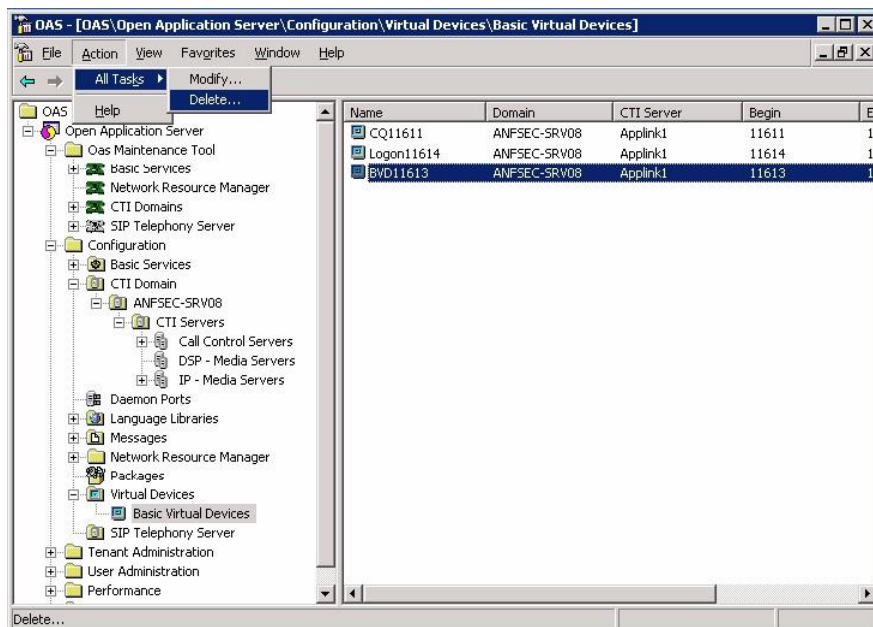 OAS - [OAS\Open Application Server\Configuration\Virtual Devices\Basic Virtual Devices]
File Action View Favorites Window Help
All Tasks
Modify...
Delete...
Help
OAS
Open Application Server
Oas Maintenance Tool
Basic Services
Network Resource Manager
CTI Domains
SIP Telephony Server
Configuration
Basic Services
CTI Domain
ANFSEC-SRV08
CTI Servers
Call Control Servers
DSP - Media Servers
IP - Media Servers
Daemon Ports
Language Libraries
Messages
Network Resource Manager
Packages
Virtual Devices
Basic Virtual Devices
SIP Telephony Server
Tenant Administration
User Administration
Performance
Name Domain CTI Server Begin E
CQ11611 ANFSEC-SRV08 Applink1 11611 1
Logon11614 ANFSEC-SRV08 Applink1 11614 1
BVD11613 ANFSEC-SRV08 Applink1 11613 1
Delete...